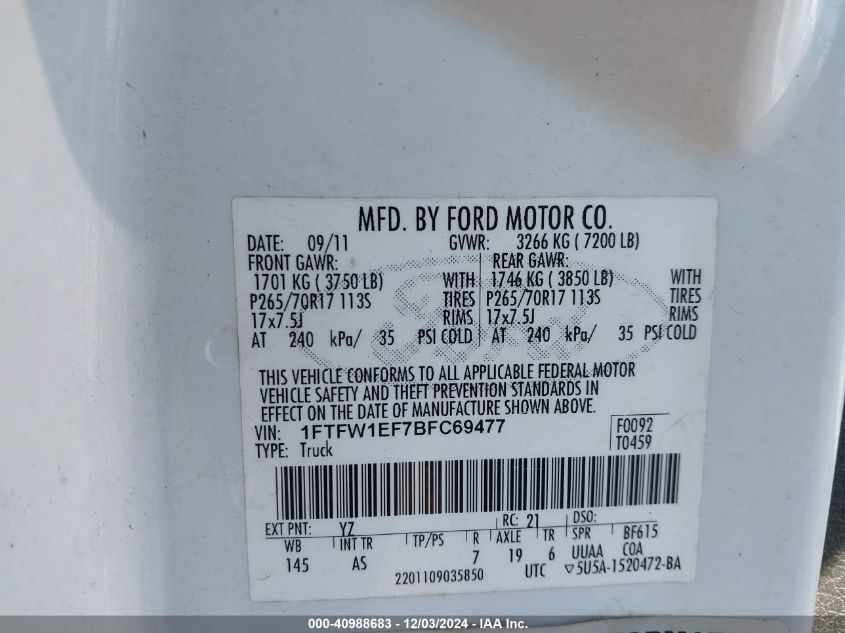 MFD. BY FORD MOTOR CO.
DATE: 09/11 GVWR: 3266 KG ( 7200 LB)
FRONT GAWR: REAR GAWR:
1701 KG ( 3750 LB) WITH 1746 KG ( 3850 LB) WITH
P265/70R17 113S TIRES P265/70R17 113S TIRES
17x7.5J RIMS 17x7.5J RIMS
AT 240 kPa/ 35 PSI COLD AT 240 kPa/ 35 PSI COLD
THIS VEHICLE CONFORMS TO ALL APPLICABLE FEDERAL MOTOR
VEHICLE SAFETY AND THEFT PREVENTION STANDARDS IN
EFFECT ON THE DATE OF MANUFACTURE SHOWN ABOVE.
VIN: 1FTFW1EF7BFC69477 F0092
TYPE: Truck T0459
EXT PNT: YZ RC: 21 DSO: BF615
WB INT TR TP/PS R AXLE TR SPR COA
145 AS 7 19 6 UUAA
2201109035850 UTC ▽5U5A-1520472-BA
000-40988683 - 12/03/2024 - IAA Inc.